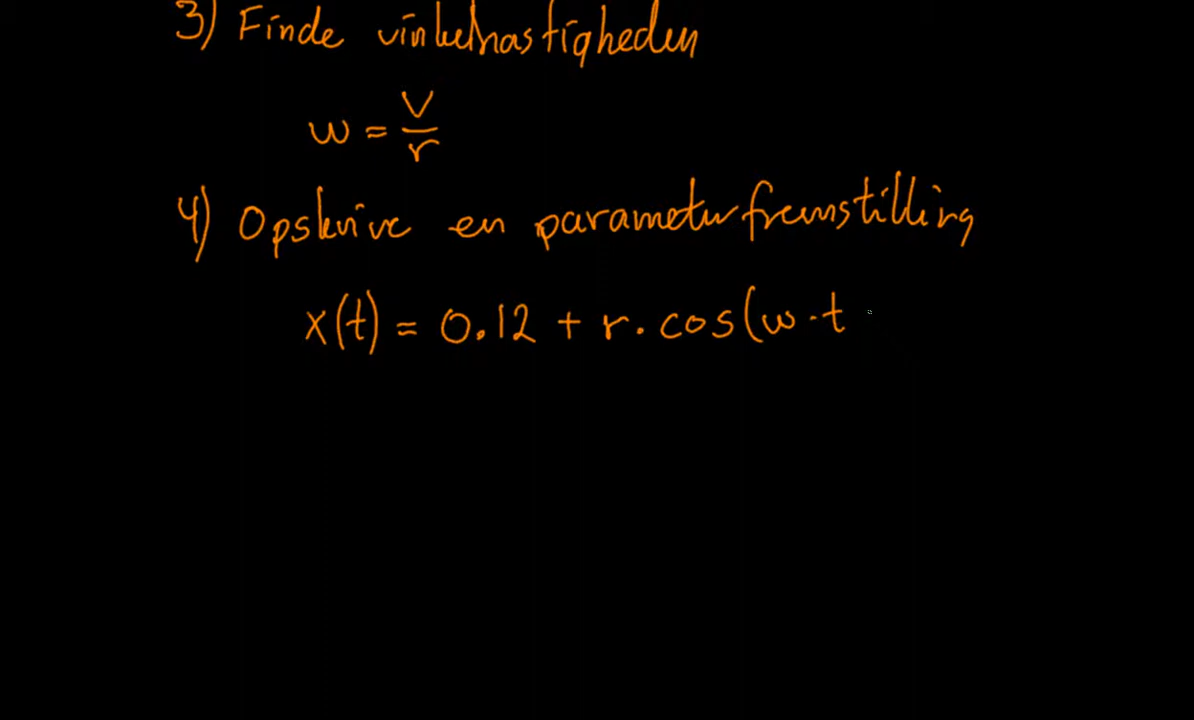 3) Finde vinkelhastigheden
w = v/r
4) Opskrive en parameterfremstilling
x(t) = 0.12 + r. cos(w.t